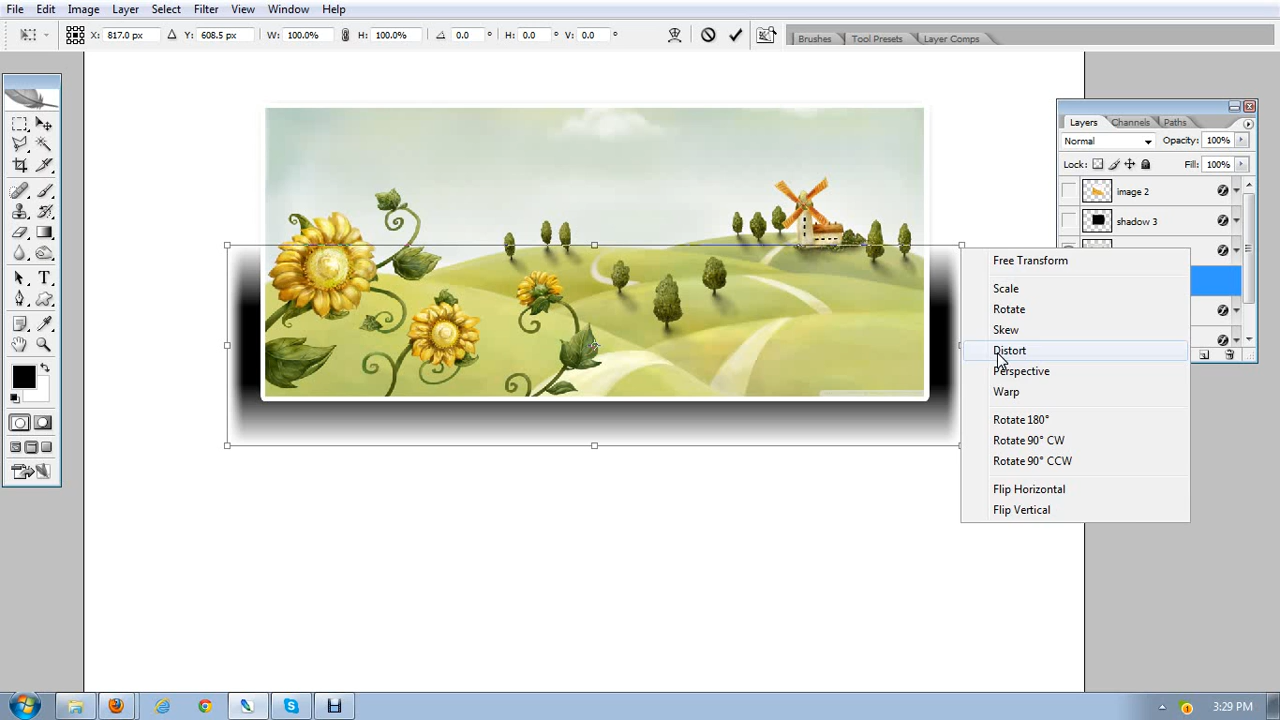 File Edit Image Layer Select Filter View Window Help
X: 817.0 px Y: 608.5 px W: 100.0% H: 100.0% 0.0 ° H: 0.0 ° V: 0.0 ° Brushes Tool Presets Layer Comps
Layers Channels Paths
Normal Opacity: 100%
Lock: Fill: 100%
image 2
shadow 3
Free Transform
Scale
Rotate
Skew
Distort
Perspective
Warp
Rotate 180°
Rotate 90° CW
Rotate 90° CCW
Flip Horizontal
Flip Vertical
T
3:29 PM